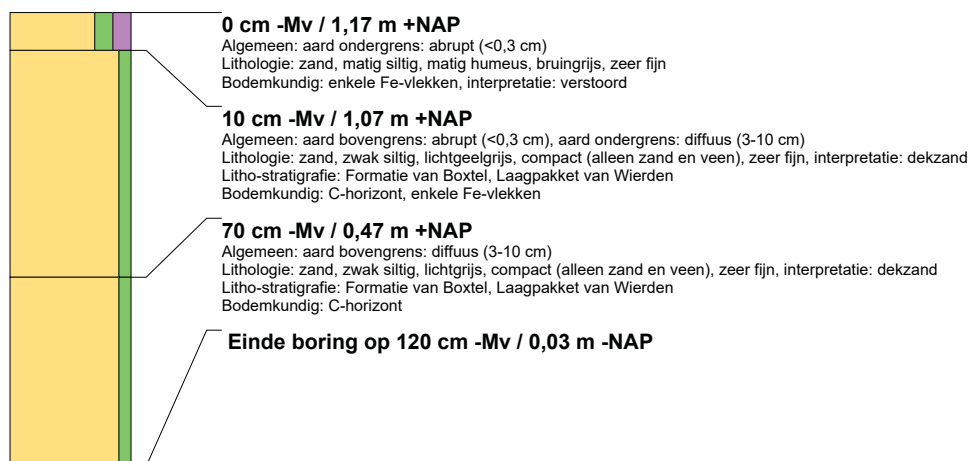 0 cm -Mv / 1,17 m +NAP
Algemeen: aard ondergrens: abrupt (<0,3 cm)
Lithologie: zand, matig siltig, matig humeus, bruingrijs, zeer fijn
Bodemkundig: enkele Fe-vlekken, interpretatie: verstoord
10 cm -Mv / 1,07 m +NAP
Algemeen: aard bovengrens: abrupt (<0,3 cm), aard ondergrens: diffuus (3-10 cm)
Lithologie: zand, zwak siltig, lichtgeelgrijs, compact (alleen zand en veen), zeer fijn, interpretatie: dekzand
Litho-stratigrafie: Formatie van Boxtel, Laagpakket van Wierden
Bodemkundig: C-horizont, enkele Fe-vlekken
70 cm -Mv / 0,47 m +NAP
Algemeen: aard bovengrens: diffuus (3-10 cm)
Lithologie: zand, zwak siltig, lichtgrijs, compact (alleen zand en veen), zeer fijn, interpretatie: dekzand
Litho-stratigrafie: Formatie van Boxtel, Laagpakket van Wierden
Bodemkundig: C-horizont
Einde boring op 120 cm -Mv / 0,03 m -NAP